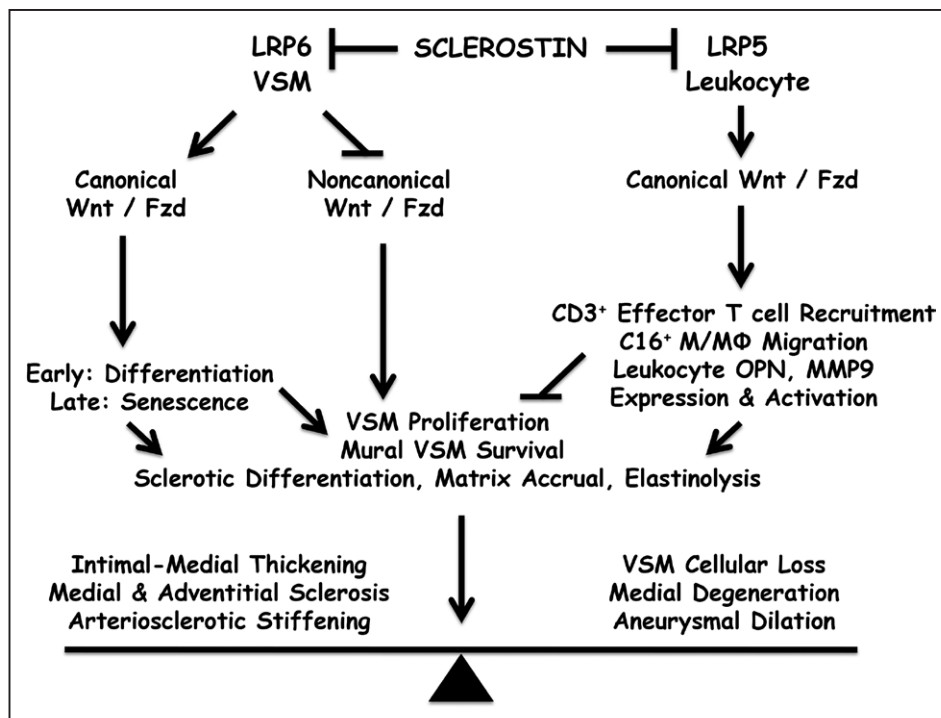 LRP6 SCLEROSTIN LRP5
VSM Leukocyte
Canonical
Wnt / Fzd
Noncanonical
Wnt / Fzd
Canonical Wnt / Fzd
CD3⁺ Effector T cell Recruitment
C16⁺ M/MΦ Migration
Leukocyte OPN, MMP9
Expression & Activation
Early: Differentiation
Late: Senescence
VSM Proliferation
Mural VSM Survival
Sclerotic Differentiation, Matrix Accrual, Elastinolysis
Intimal-Medial Thickening
Medial & Adventitial Sclerosis
Arteriosclerotic Stiffening
VSM Cellular Loss
Medial Degeneration
Aneurysmal Dilation